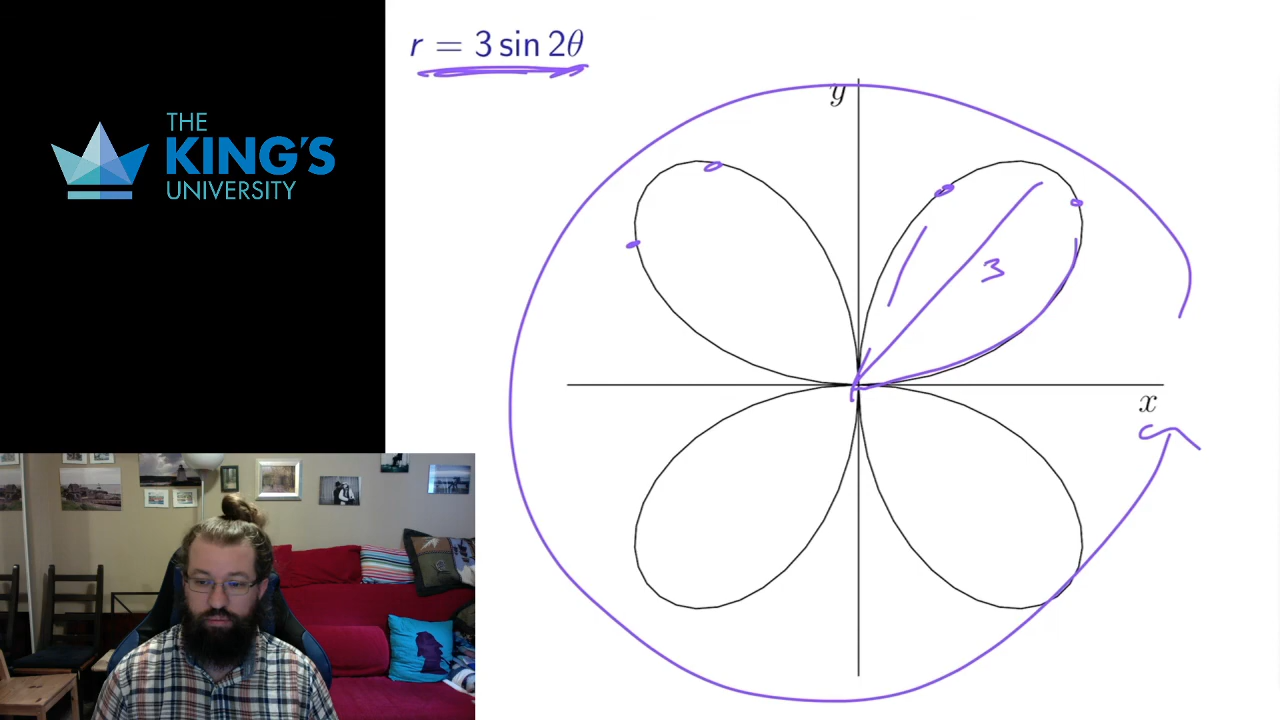 THE
KING'S
UNIVERSITY
r = 3 sin 2θ
y
3
x